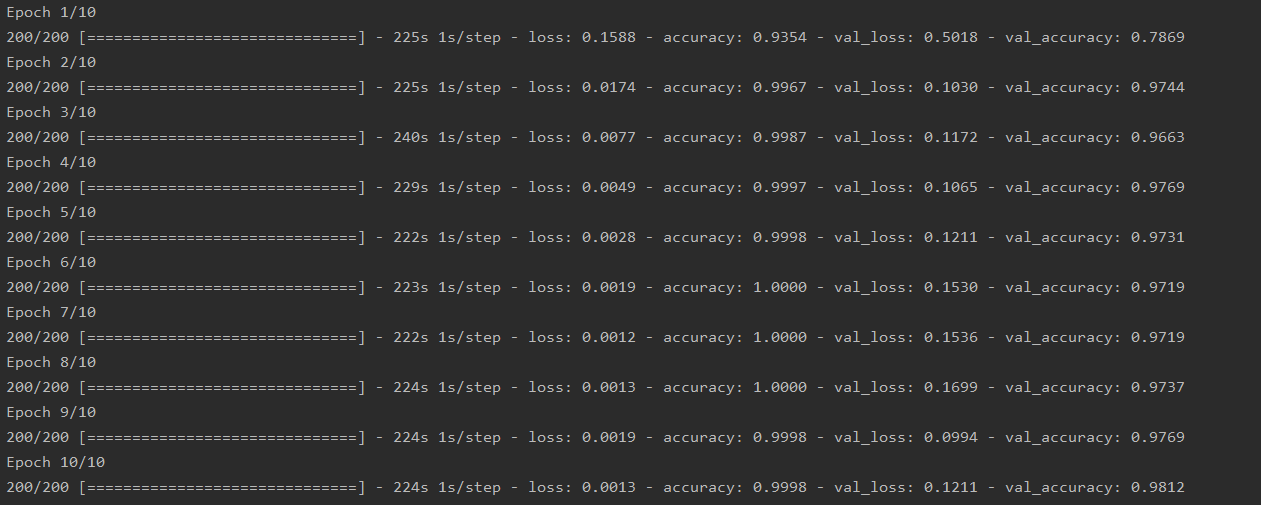 Epoch 1/10
200/200 [==============================] - 225s 1s/step - loss: 0.1588 - accuracy: 0.9354 - val_loss: 0.5018 - val_accuracy: 0.7869
Epoch 2/10
200/200 [==============================] - 225s 1s/step - loss: 0.0174 - accuracy: 0.9967 - val_loss: 0.1030 - val_accuracy: 0.9744
Epoch 3/10
200/200 [==============================] - 240s 1s/step - loss: 0.0077 - accuracy: 0.9987 - val_loss: 0.1172 - val_accuracy: 0.9663
Epoch 4/10
200/200 [==============================] - 229s 1s/step - loss: 0.0049 - accuracy: 0.9997 - val_loss: 0.1065 - val_accuracy: 0.9769
Epoch 5/10
200/200 [==============================] - 222s 1s/step - loss: 0.0028 - accuracy: 0.9998 - val_loss: 0.1211 - val_accuracy: 0.9731
Epoch 6/10
200/200 [==============================] - 223s 1s/step - loss: 0.0019 - accuracy: 1.0000 - val_loss: 0.1530 - val_accuracy: 0.9719
Epoch 7/10
200/200 [==============================] - 222s 1s/step - loss: 0.0012 - accuracy: 1.0000 - val_loss: 0.1536 - val_accuracy: 0.9719
Epoch 8/10
200/200 [==============================] - 224s 1s/step - loss: 0.0013 - accuracy: 1.0000 - val_loss: 0.1699 - val_accuracy: 0.9737
Epoch 9/10
200/200 [==============================] - 224s 1s/step - loss: 0.0019 - accuracy: 0.9998 - val_loss: 0.0994 - val_accuracy: 0.9769
Epoch 10/10
200/200 [==============================] - 224s 1s/step - loss: 0.0013 - accuracy: 0.9998 - val_loss: 0.1211 - val_accuracy: 0.9812